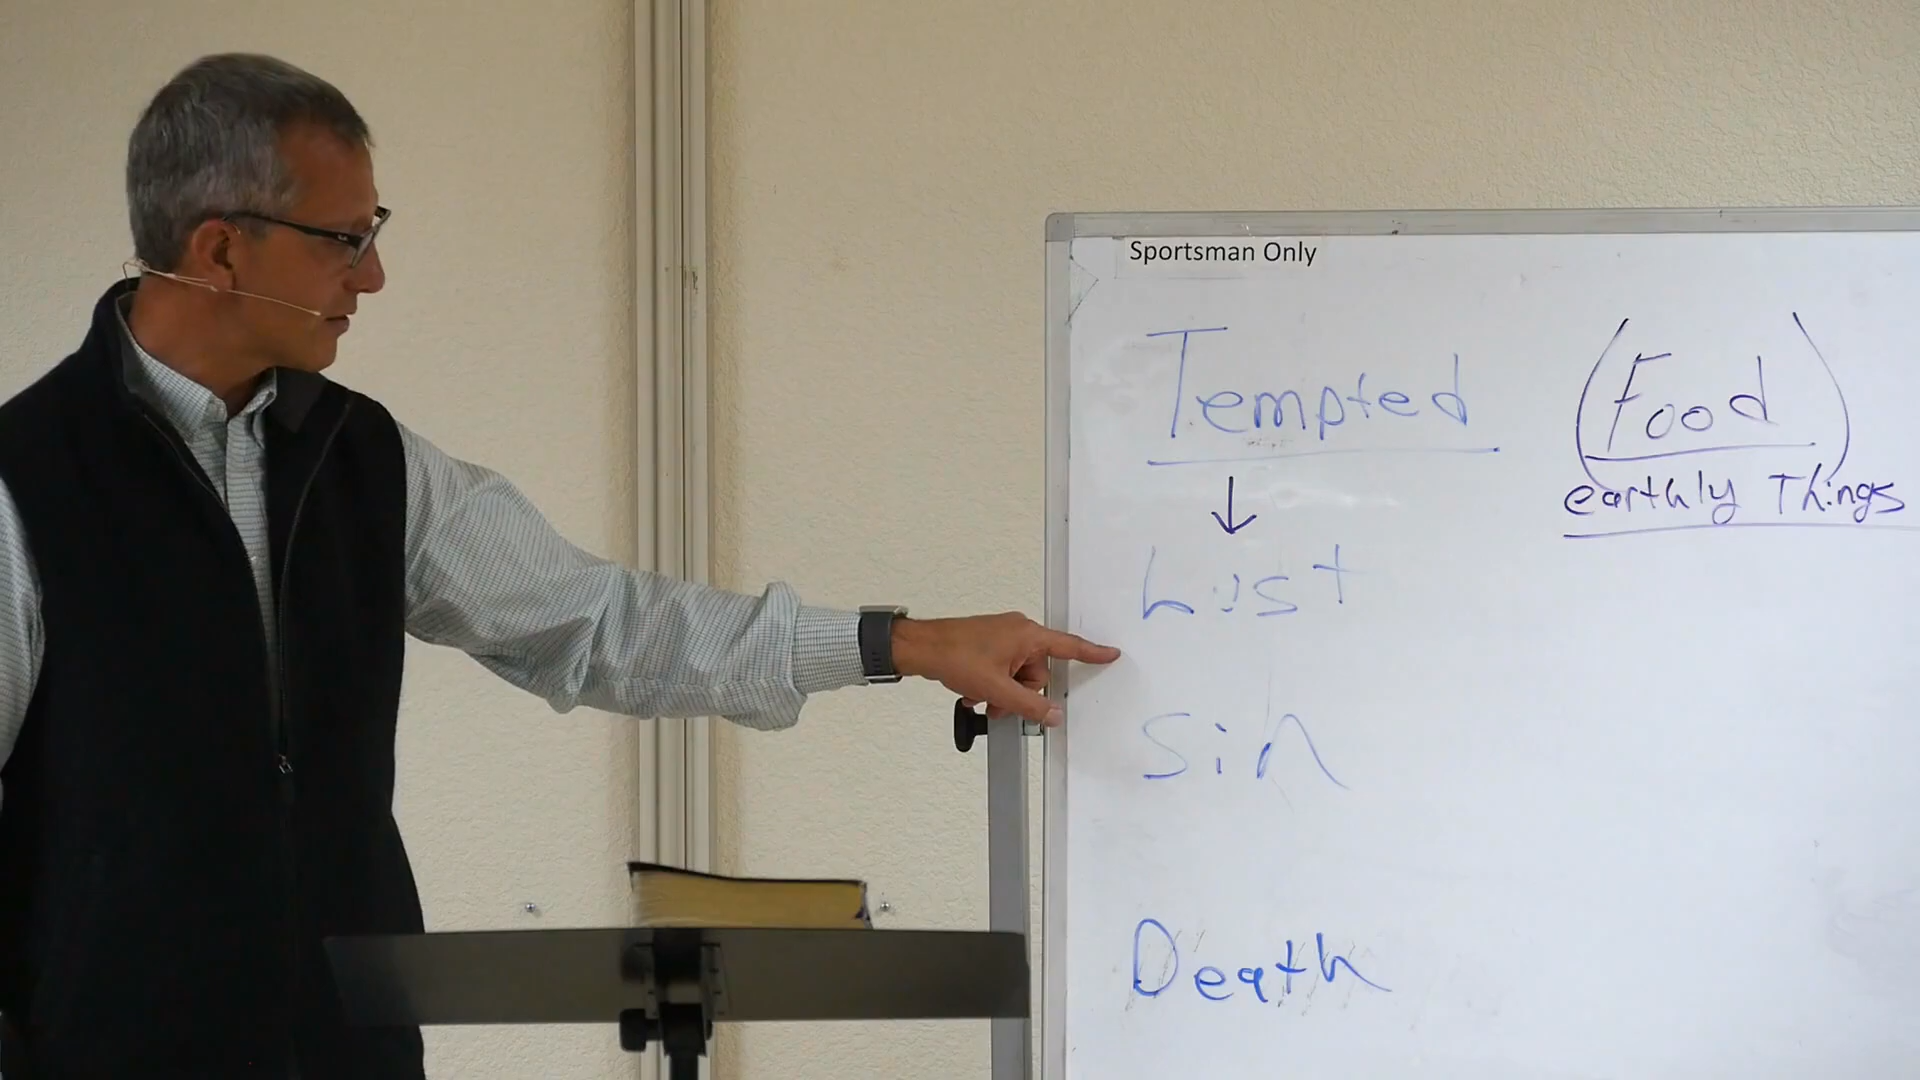 Sportsman Only
Tempted (Food)
earthly Things
↓
Lust
Sin
Death